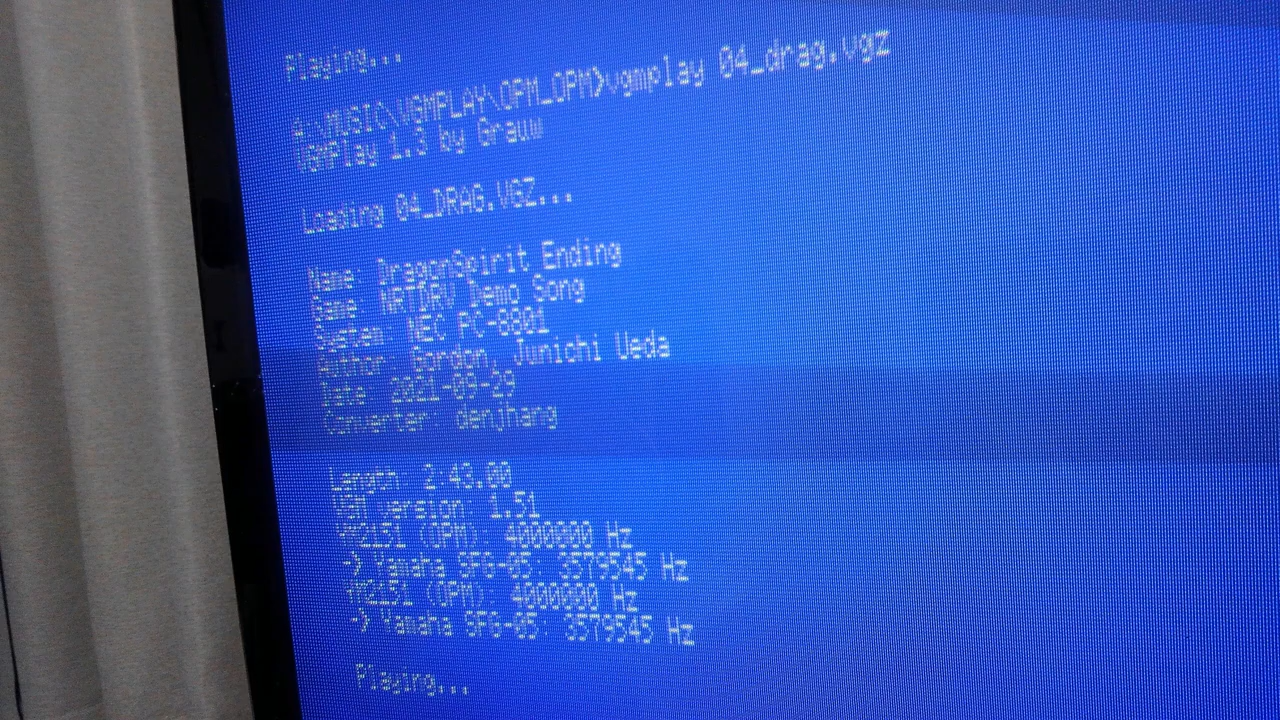 Playing...
A:\MUSIC\VGMPLAY\OPM_OPM>vgmplay 04_drag.vgz
VGMPlay 1.3 by Grauw
Loading 04_DRAG.VGZ...
Name: DragonSpirit Ending
Game: NRTDRV Demo Song
System: NEC PC-8801
Author: Gordon, Junichi Ueda
Date: 2021-09-29
Converter: denjhang
Length: 2:43.00
VGM version: 1.51
YM2151 (OPM): 4000000 Hz
-> Yamaha SFG-05: 3579545 Hz
YM2151 (OPM): 4000000 Hz
-> Yamaha SFG-05: 3579545 Hz
Playing...